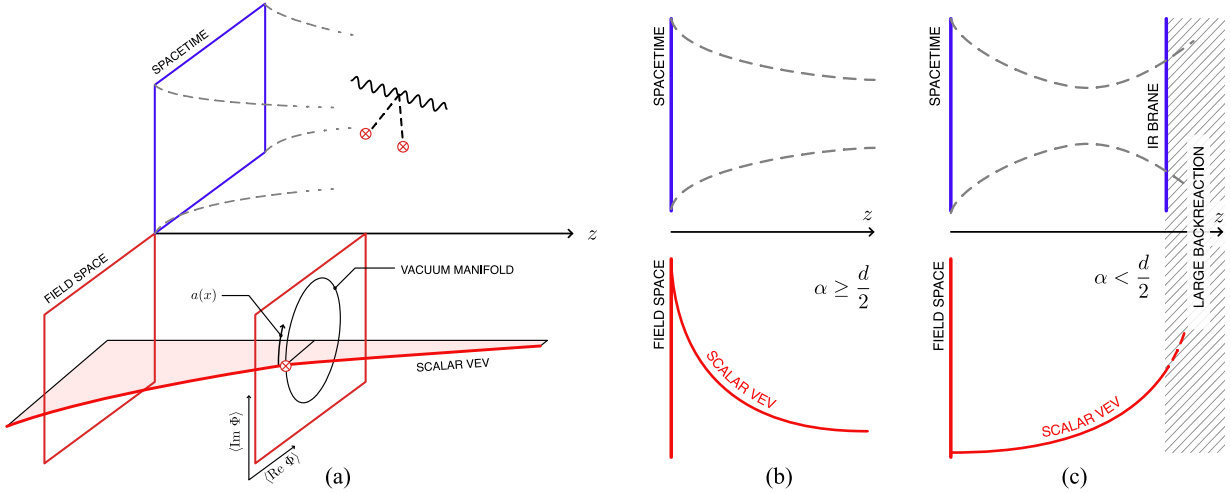 SPACETIME
z
FIELD SPACE
VACUUM MANIFOLD
a(x)
SCALAR VEV
⟨Im Φ⟩
⟨Re Φ⟩
(a)
SPACETIME
z
FIELD SPACE
α ≥ d/2
SCALAR VEV
(b)
SPACETIME
IR BRANE
z
LARGE BACKREACTION
FIELD SPACE
α < d/2
SCALAR VEV
(c)